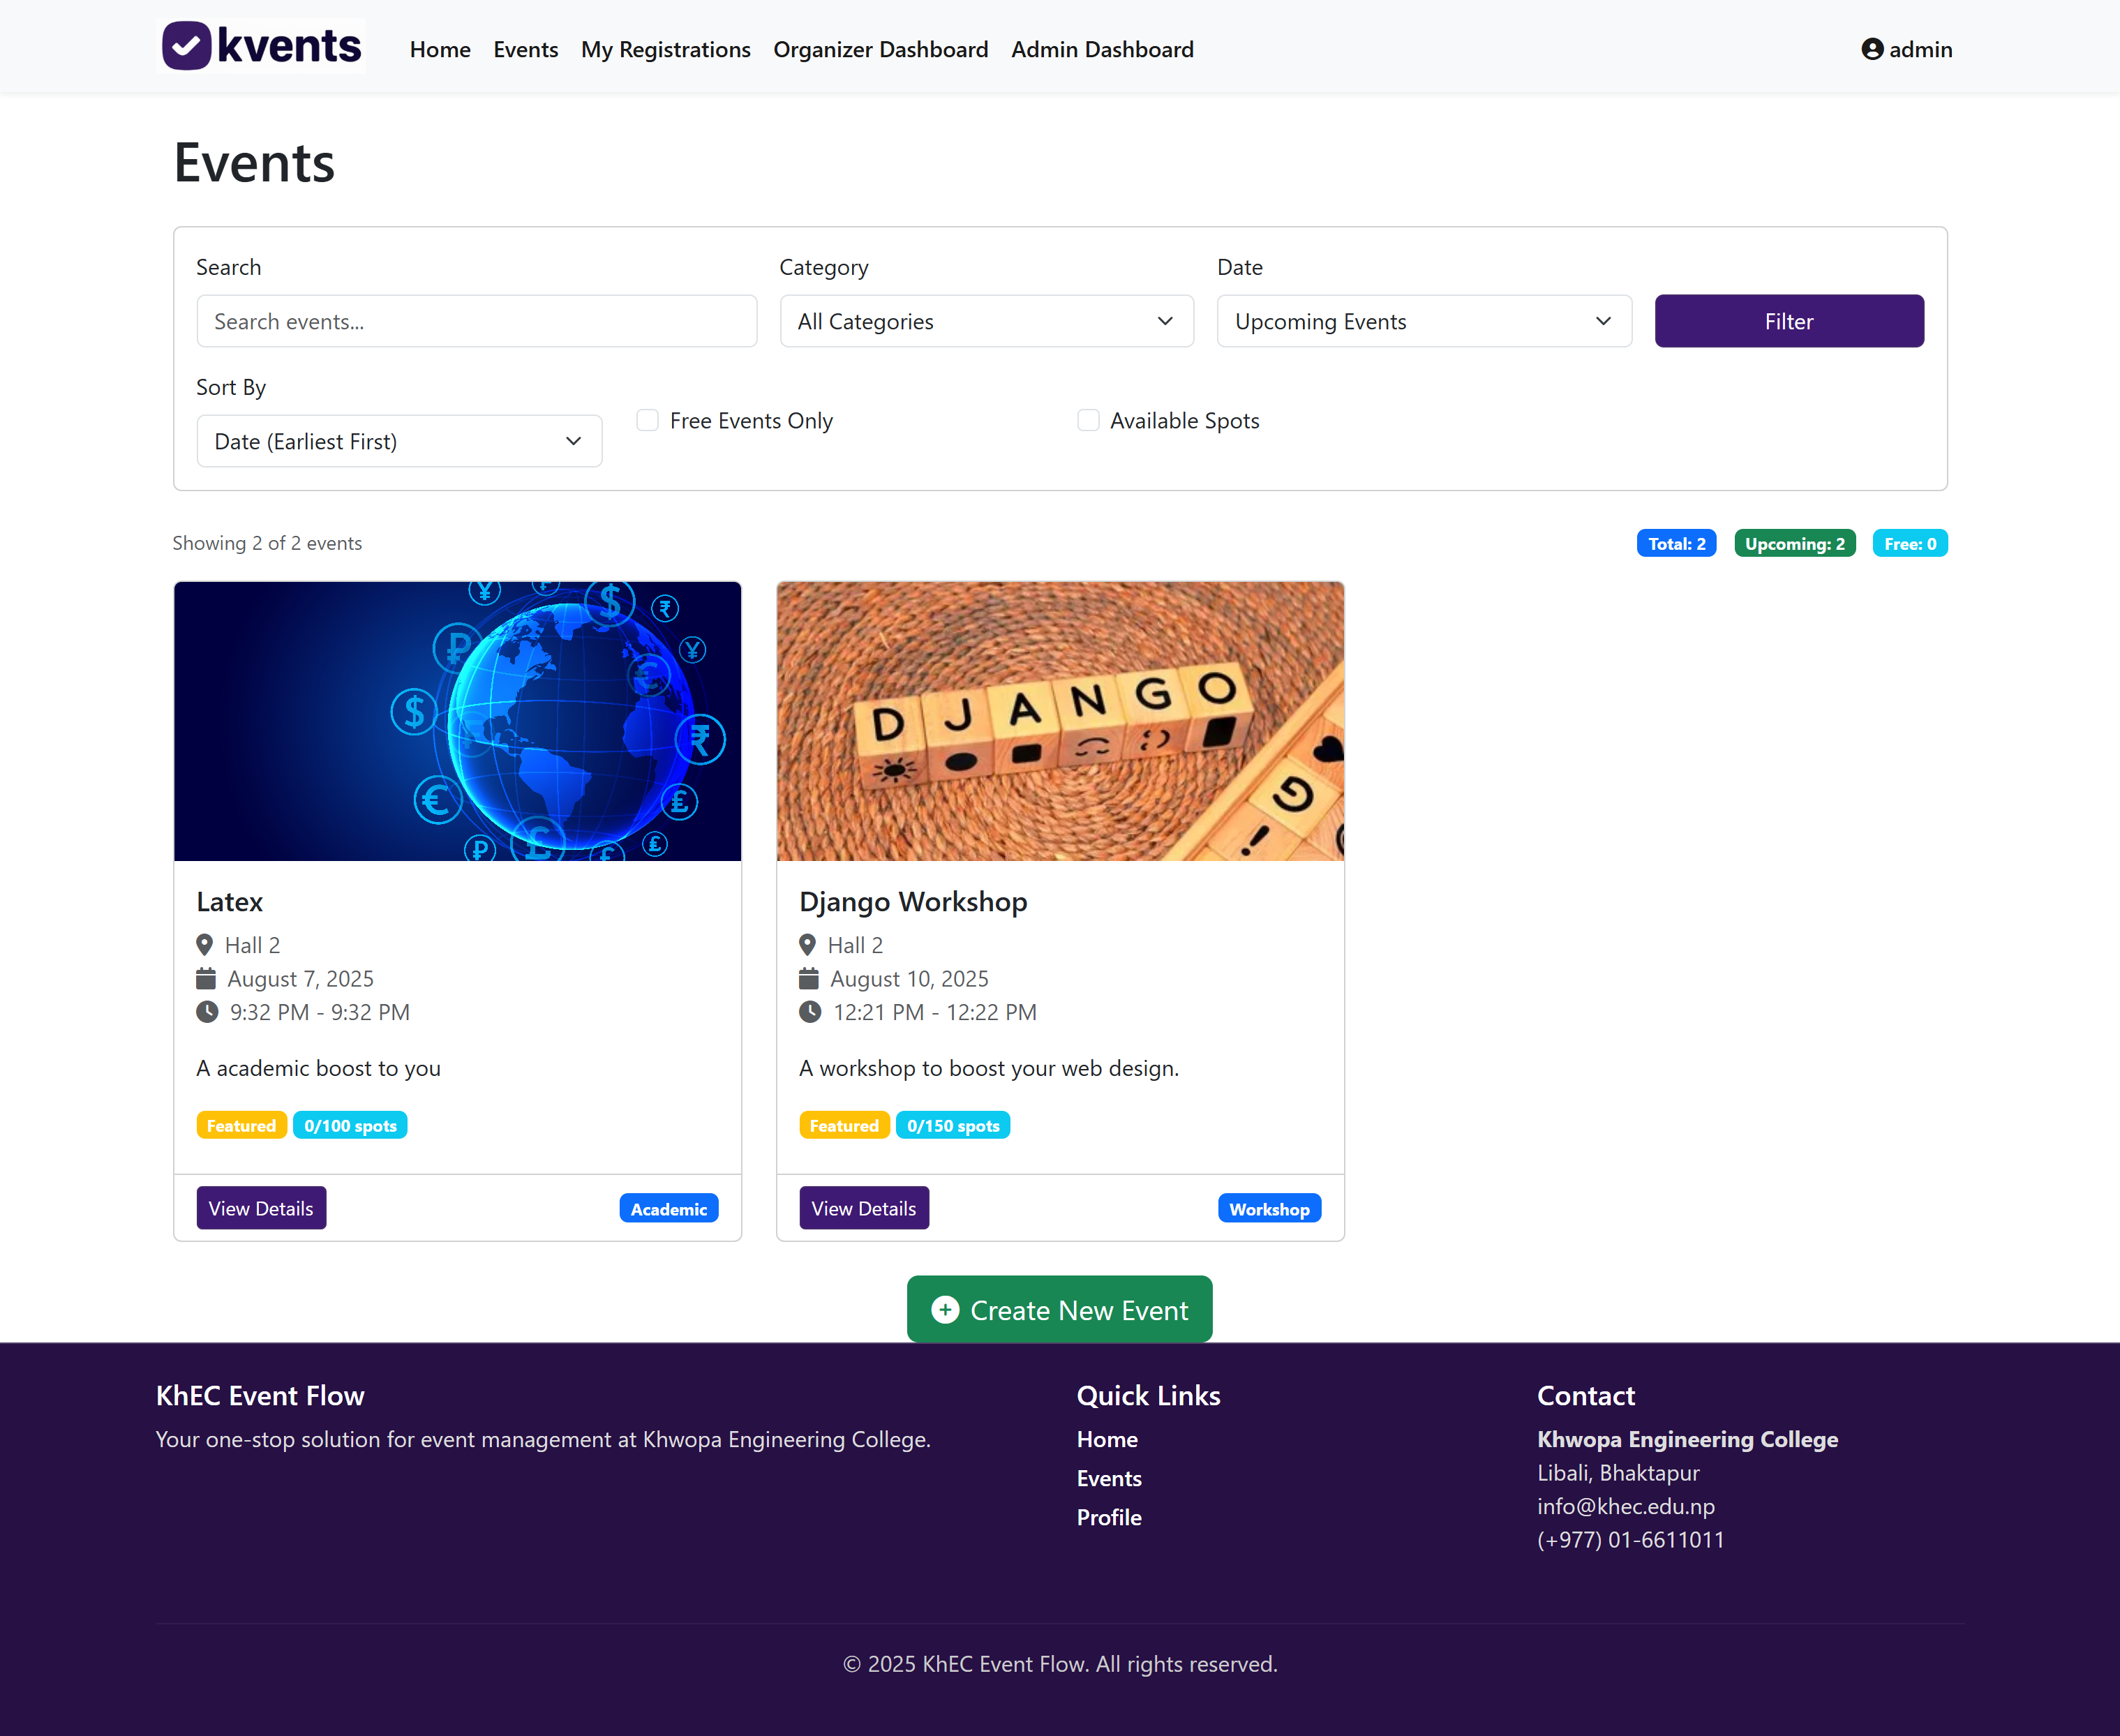 kvents
Home Events My Registrations Organizer Dashboard Admin Dashboard admin
Events
Search
Category
Date
Search events...
All Categories
Upcoming Events
Filter
Sort By
Date (Earliest First)
Free Events Only
Available Spots
Showing 2 of 2 events
Total: 2 Upcoming: 2 Free: 0
DJANGO
G
!
Latex
Hall 2
August 7, 2025
9:32 PM - 9:32 PM
A academic boost to you
Featured 0/100 spots
View Details Academic
Django Workshop
Hall 2
August 10, 2025
12:21 PM - 12:22 PM
A workshop to boost your web design.
Featured 0/150 spots
View Details Workshop
Create New Event
KhEC Event Flow
Your one-stop solution for event management at Khwopa Engineering College.
Quick Links
Home
Events
Profile
Contact
Khwopa Engineering College
Libali, Bhaktapur
info@khec.edu.np
(+977) 01-6611011
© 2025 KhEC Event Flow. All rights reserved.